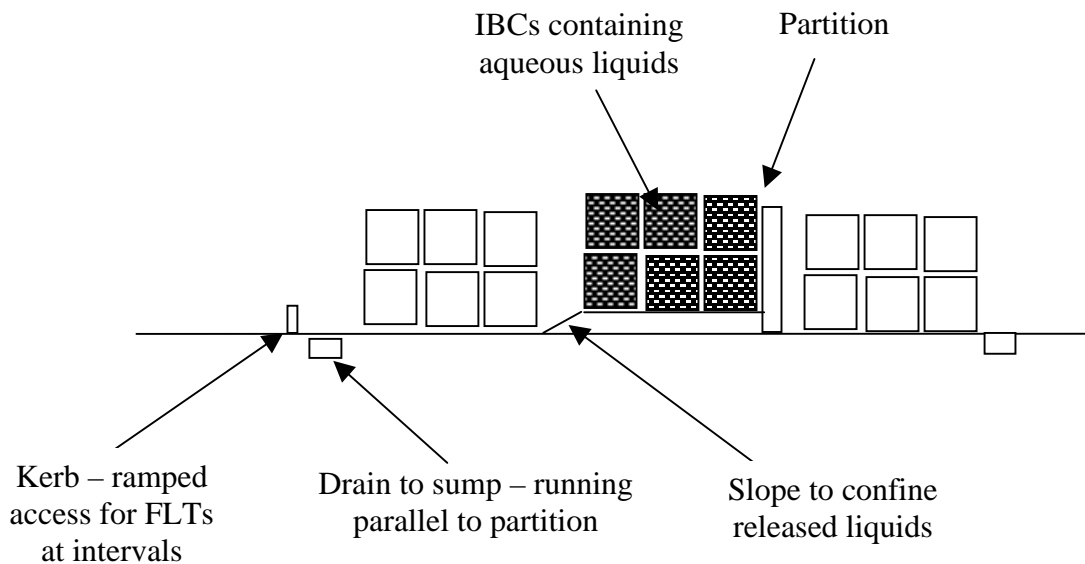 IBCs containing
aqueous liquids
Partition
Kerb – ramped
access for FLTs
at intervals
Drain to sump – running
parallel to partition
Slope to confine
released liquids